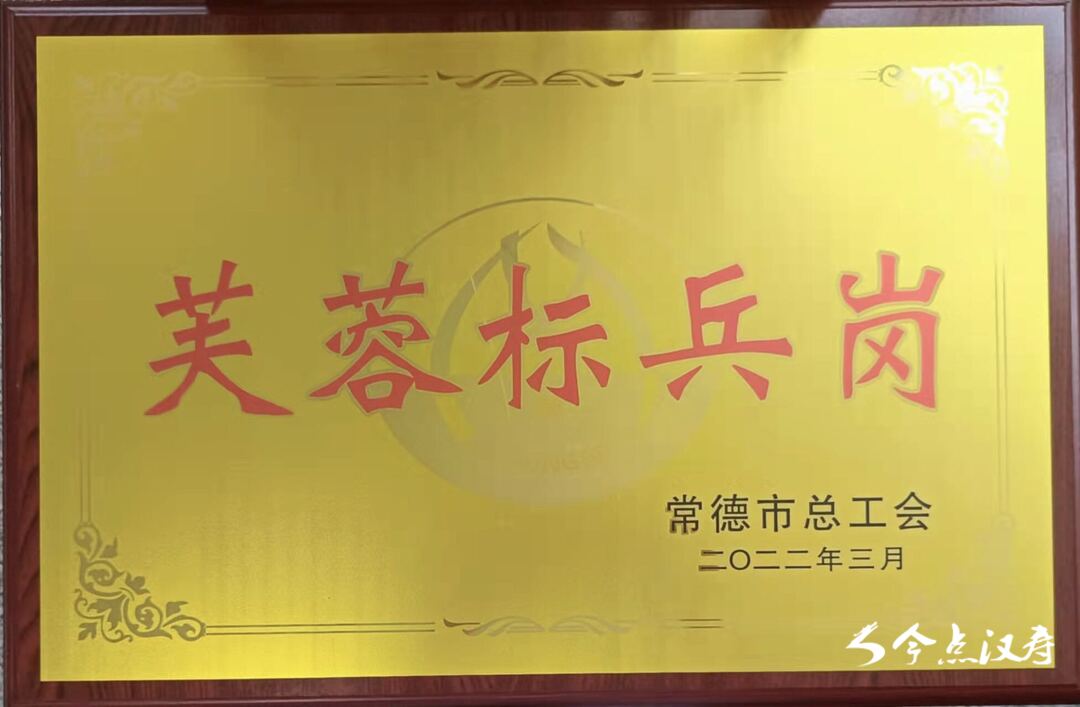 芙蓉标兵岗
常德市总工会
二〇二二年三月
今点汉寿